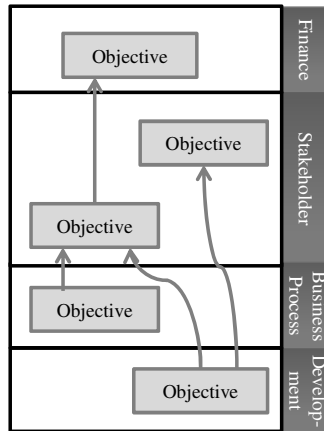 Objective
Finance
Objective
Objective
Stakeholder
Objective
Business
Process
Objective
Develop-
ment